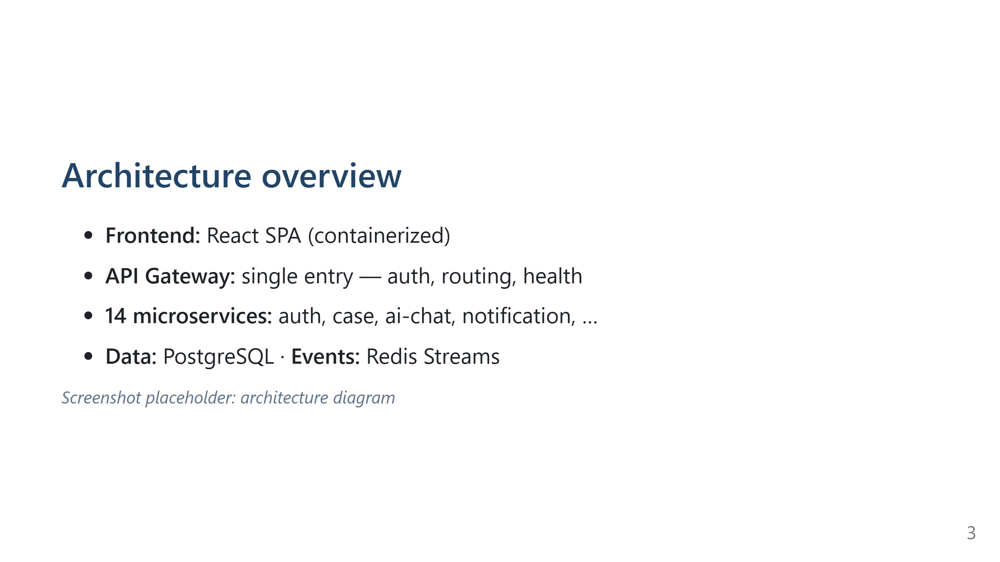 Architecture overview
• Frontend: React SPA (containerized)
• API Gateway: single entry — auth, routing, health
• 14 microservices: auth, case, ai-chat, notification, …
• Data: PostgreSQL · Events: Redis Streams
Screenshot placeholder: architecture diagram
3